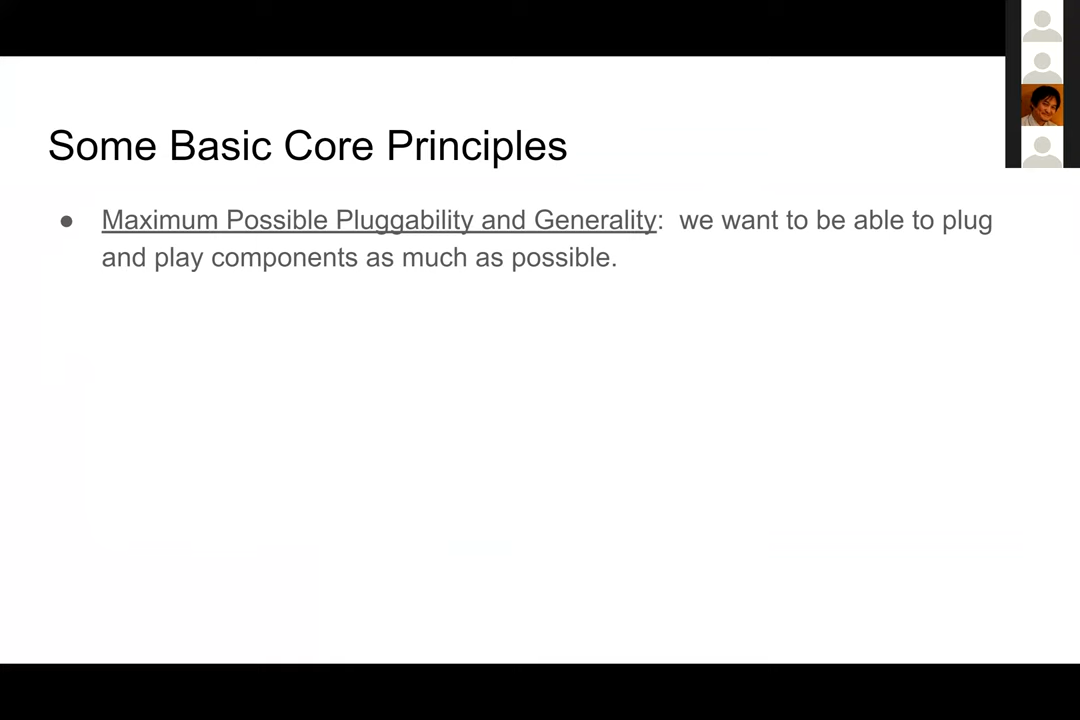 Some Basic Core Principles
● Maximum Possible Pluggability and Generality:  we want to be able to plug
and play components as much as possible.